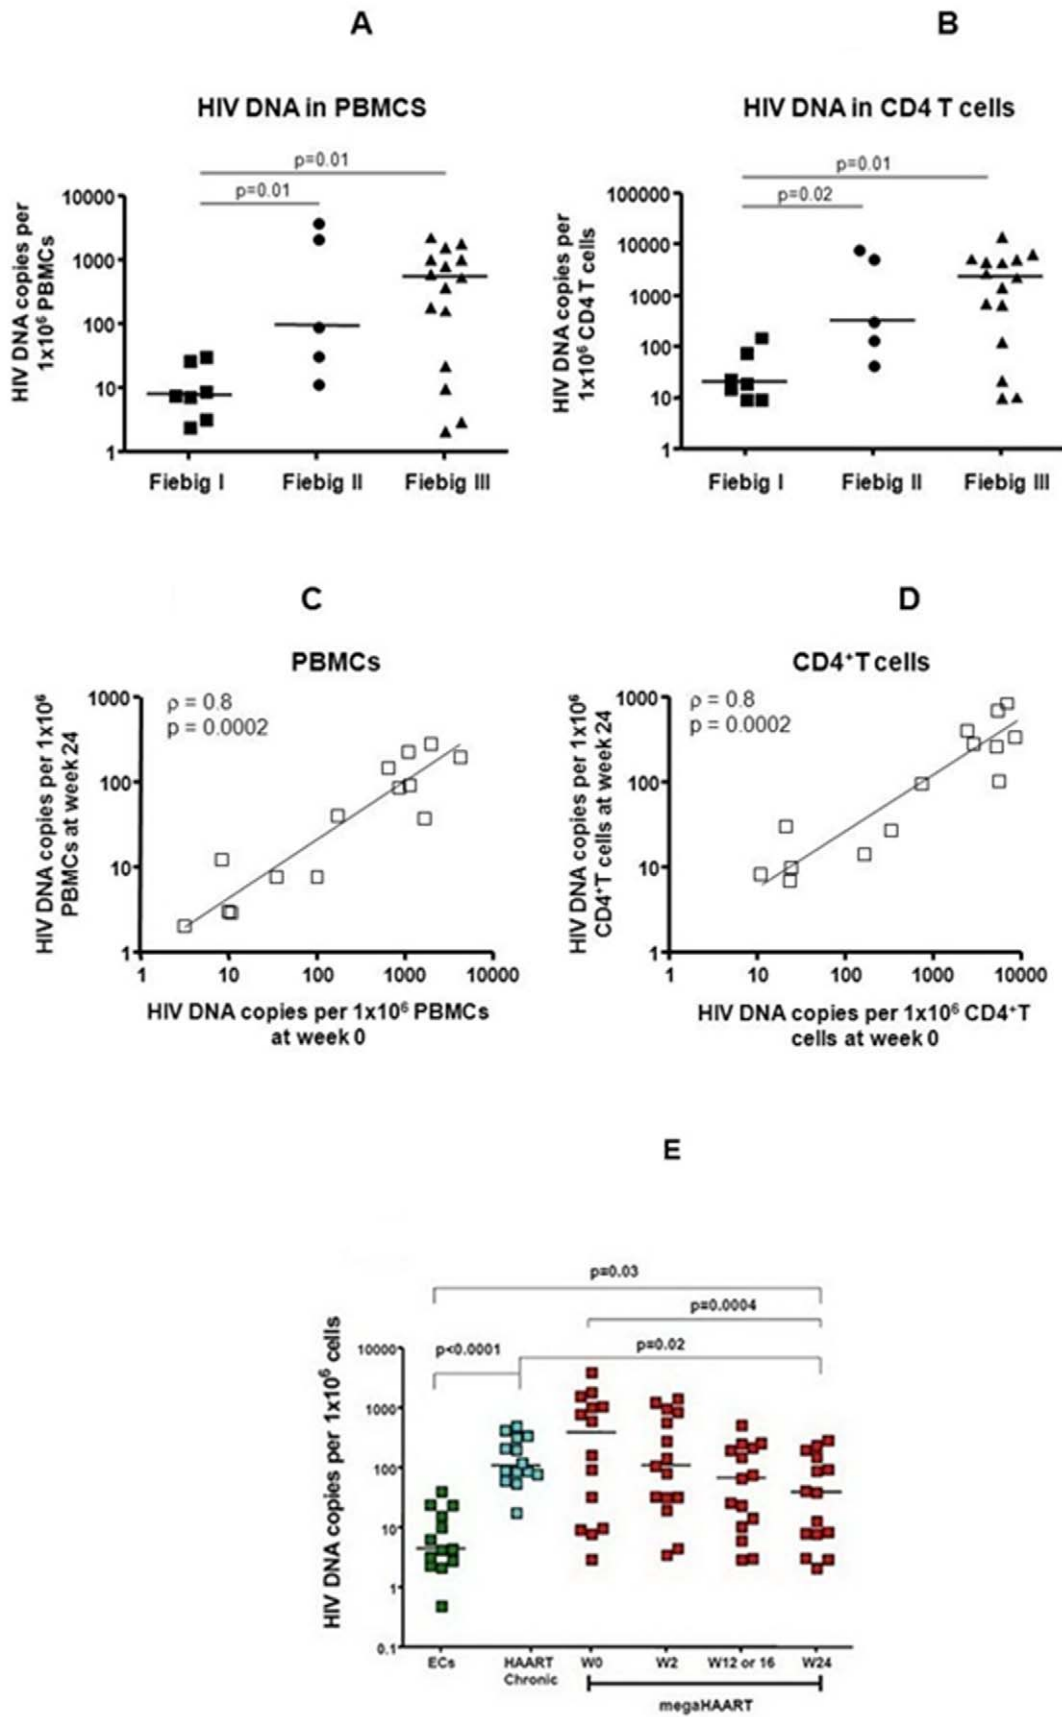 A
B
HIV DNA in PBMCS
HIV DNA in CD4 T cells
p=0.01
p=0.01
p=0.01
p=0.02
HIV DNA copies per
1x10⁶ PBMCs
10000
1000
100
10
1
Fiebig I
Fiebig II
Fiebig III
HIV DNA copies per
1x10⁶ CD4 T cells
100000
10000
1000
100
10
1
Fiebig I
Fiebig II
Fiebig III
C
D
PBMCs
CD4⁺T cells
ρ = 0.8
p = 0.0002
HIV DNA copies per 1x10⁶
PBMCs at week 24
1000
100
10
1
1
10
100
1000
10000
HIV DNA copies per 1x10⁶ PBMCs
at week 0
ρ = 0.8
p = 0.0002
HIV DNA copies per 1x10⁶
CD4⁺T cells at week 24
1000
100
10
1
1
10
100
1000
10000
HIV DNA copies per 1x10⁶ CD4⁺T
cells at week 0
E
p=0.03
p=0.0004
p<0.0001
p=0.02
HIV DNA copies per 1x10⁶ cells
10000
1000
100
10
1
0.1
ECs
HAART
Chronic
W0
W2
W12 or 16
W24
megaHAART